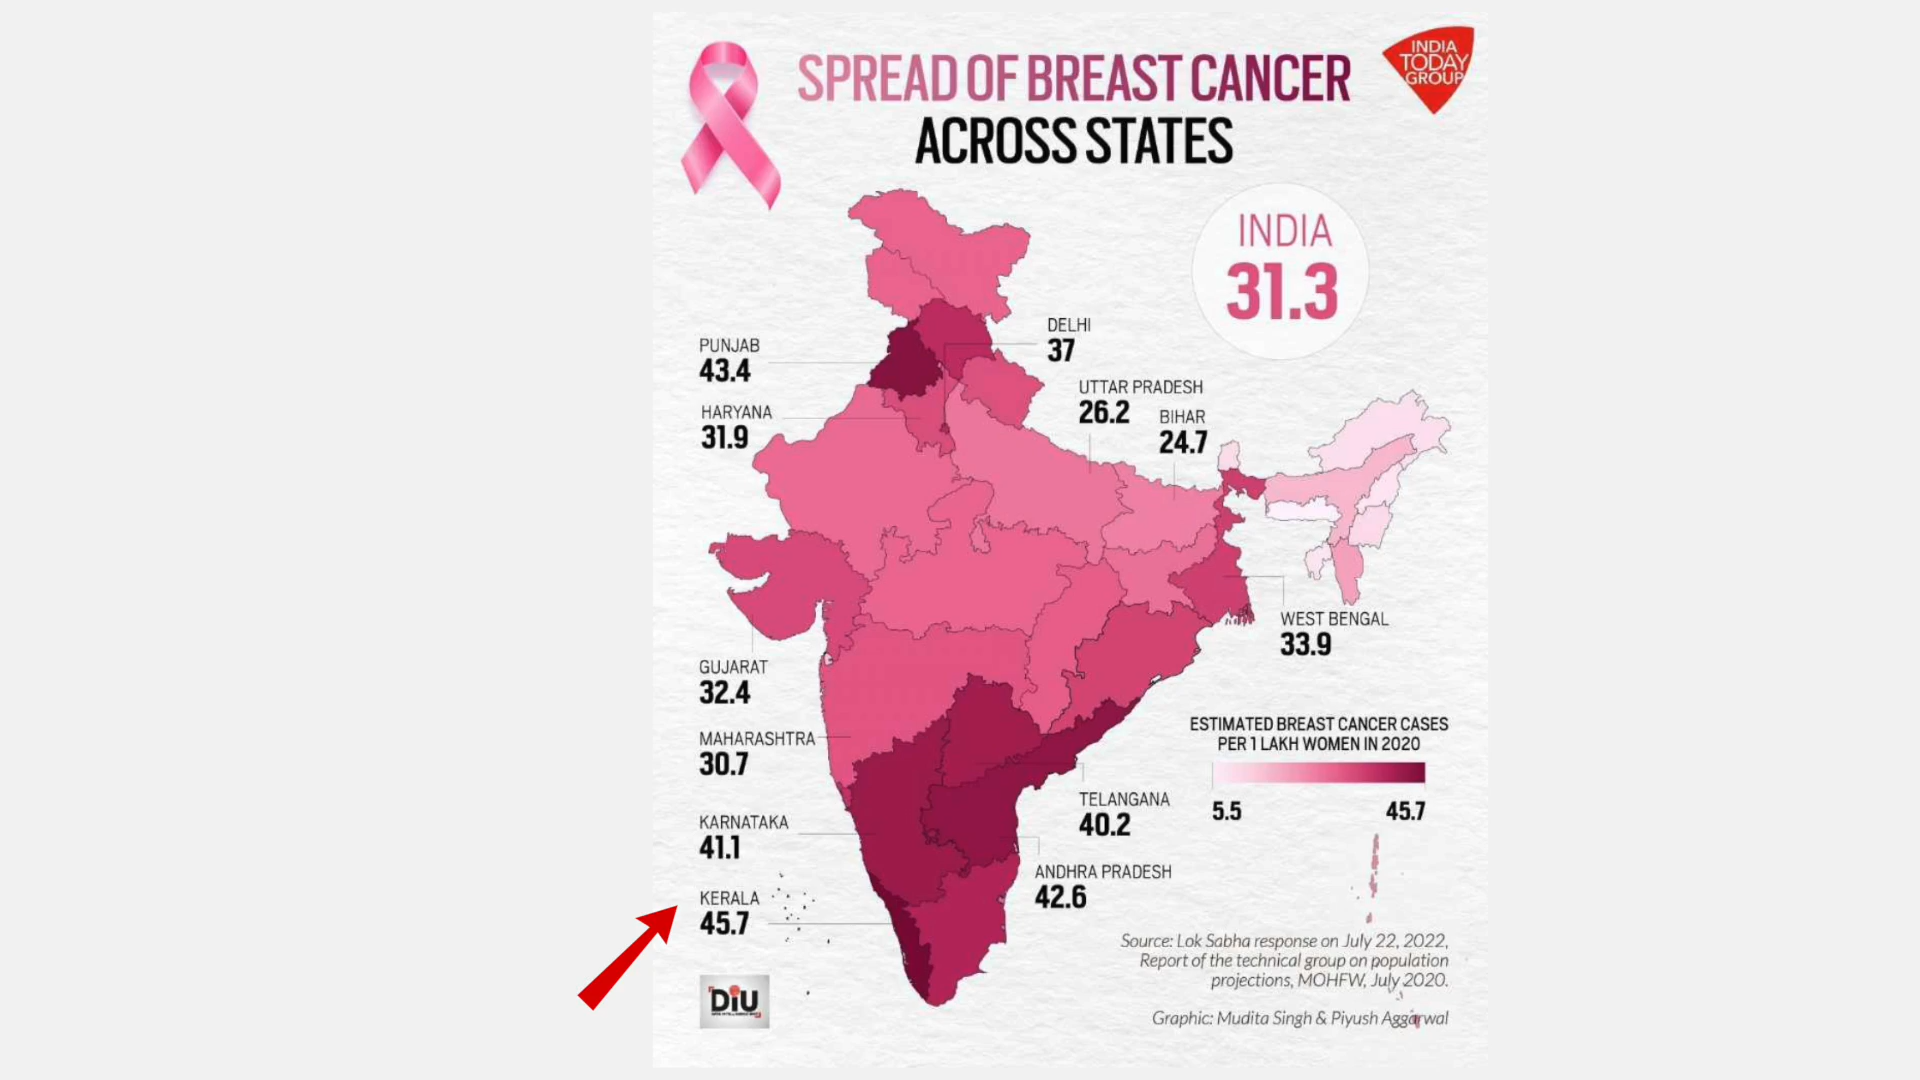 SPREAD OF BREAST CANCER
ACROSS STATES
INDIA
TODAY
GROUP
INDIA
31.3
PUNJAB
43.4
DELHI
37
HARYANA
31.9
UTTAR PRADESH
26.2
BIHAR
24.7
WEST BENGAL
33.9
GUJARAT
32.4
MAHARASHTRA
30.7
ESTIMATED BREAST CANCER CASES
PER 1 LAKH WOMEN IN 2020
5.5
45.7
TELANGANA
40.2
KARNATAKA
41.1
ANDHRA PRADESH
42.6
KERALA
45.7
Source: Lok Sabha response on July 22, 2022,
Report of the technical group on population
projections, MOHFW, July 2020.
Graphic: Mudita Singh & Piyush Aggarwal
DiU